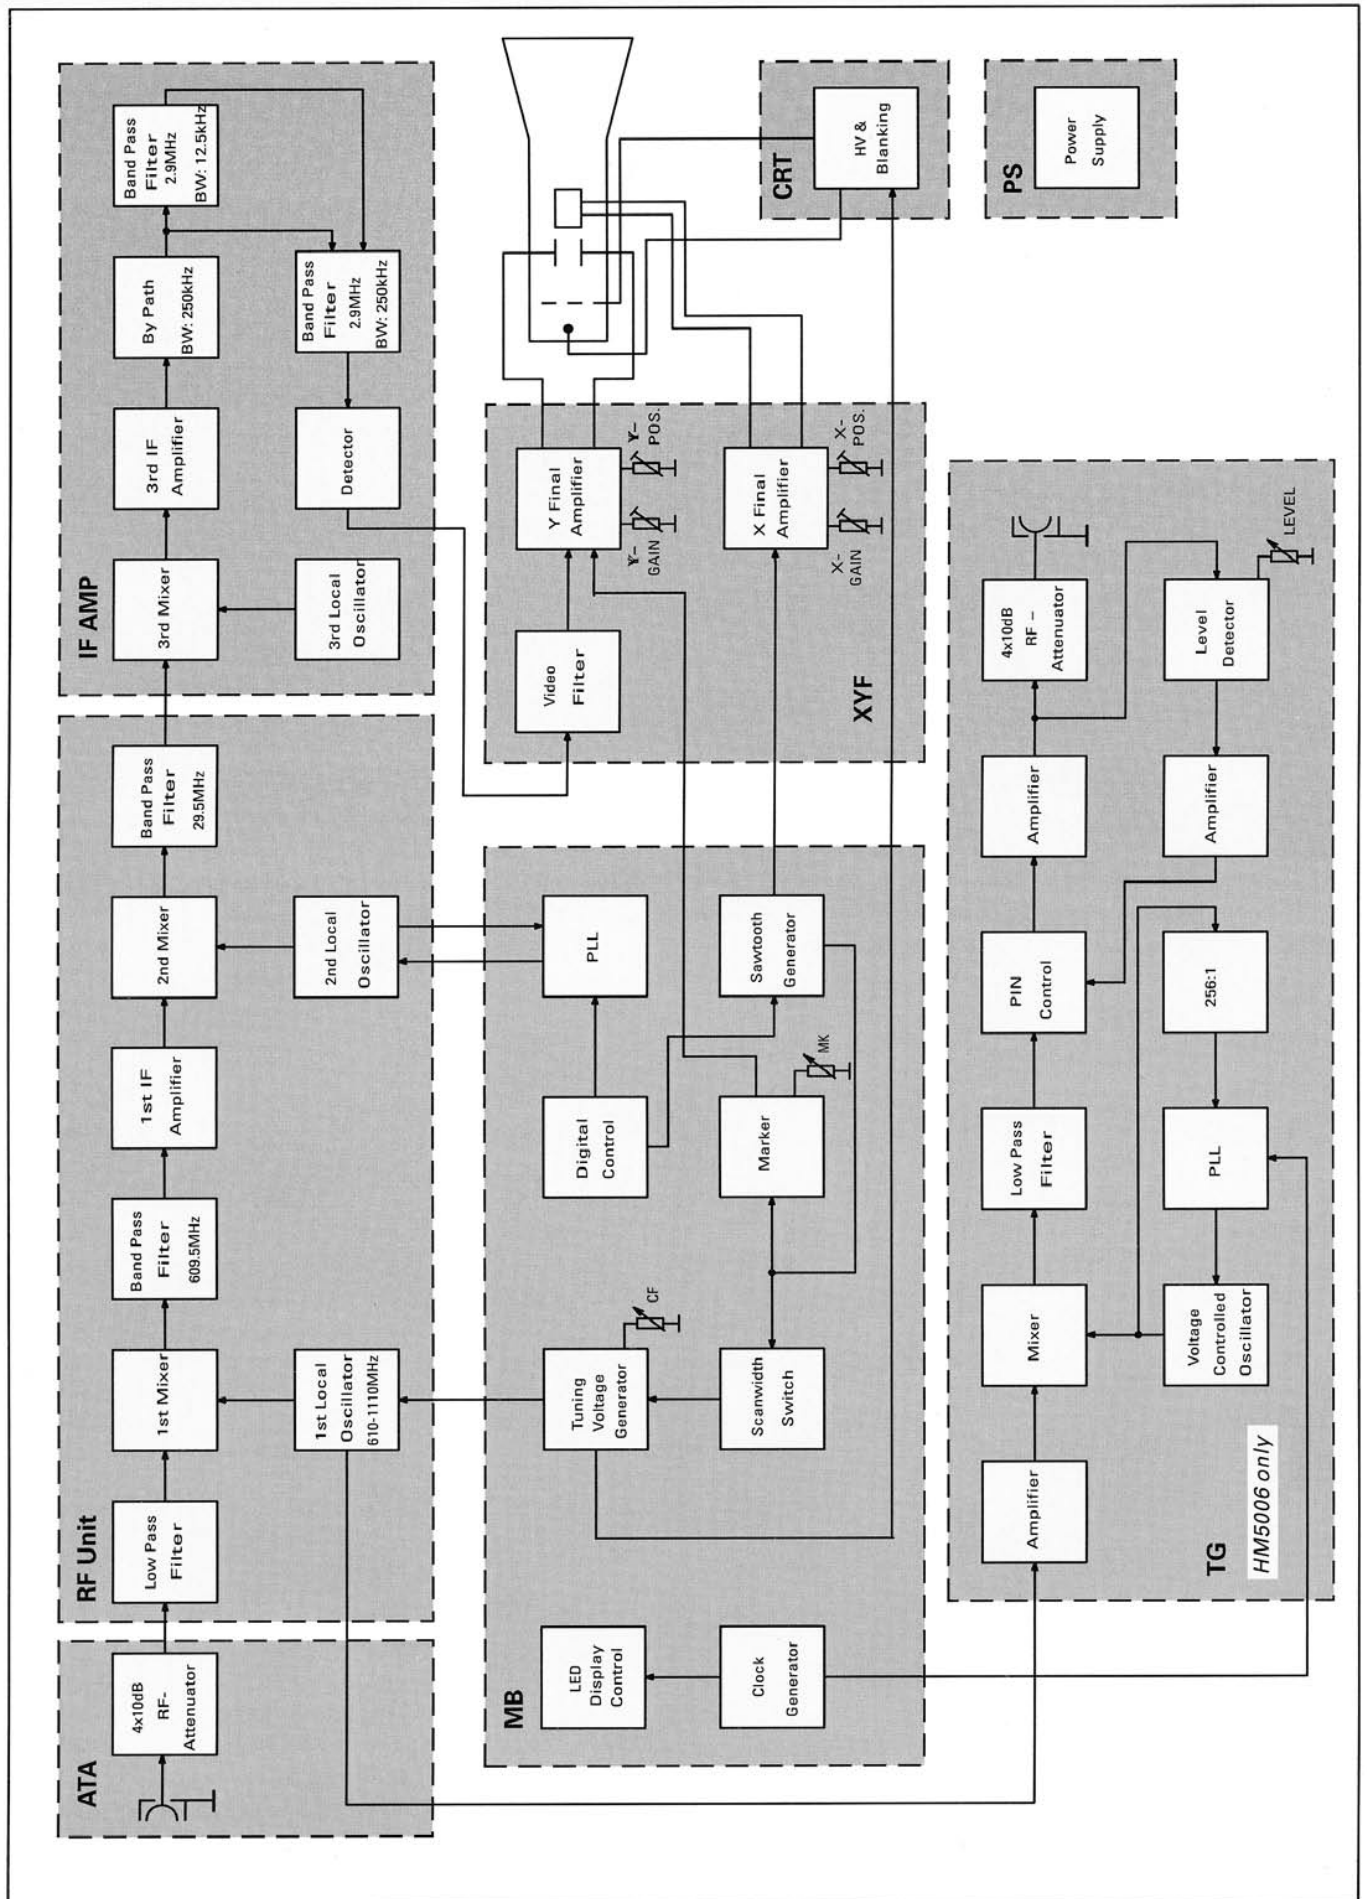 ATA
4x10dB
RF-
Attenuator
RF Unit
Low Pass
Filter
1st Mixer
Band Pass
Filter
609.5MHz
1st IF
Amplifier
2nd Mixer
Band Pass
Filter
29.5MHz
1st Local
Oscillator
610-1110MHz
2nd Local
Oscillator
IF AMP
3rd Mixer
3rd IF
Amplifier
By Path
BW: 250kHz
Band Pass
Filter
2.9MHz
BW: 12.5kHz
3rd Local
Oscillator
Detector
Band Pass
Filter
2.9MHz
BW: 250kHz
MB
LED
Display
Control
Clock
Generator
Tuning
Voltage
Generator
CF
Scanwidth
Switch
Digital
Control
Marker
MK
PLL
Sawtooth
Generator
XYF
Video
Filter
Y Final
Amplifier
Y-
GAIN
Y-
POS.
X Final
Amplifier
X-
GAIN
X-
POS.
CRT
HV &
Blanking
PS
Power
Supply
TG
HM5006 only
Amplifier
Mixer
Low Pass
Filter
PIN
Control
Amplifier
4x10dB
RF -
Attenuator
Voltage
Controlled
Oscillator
PLL
256:1
Amplifier
Level
Detector
LEVEL